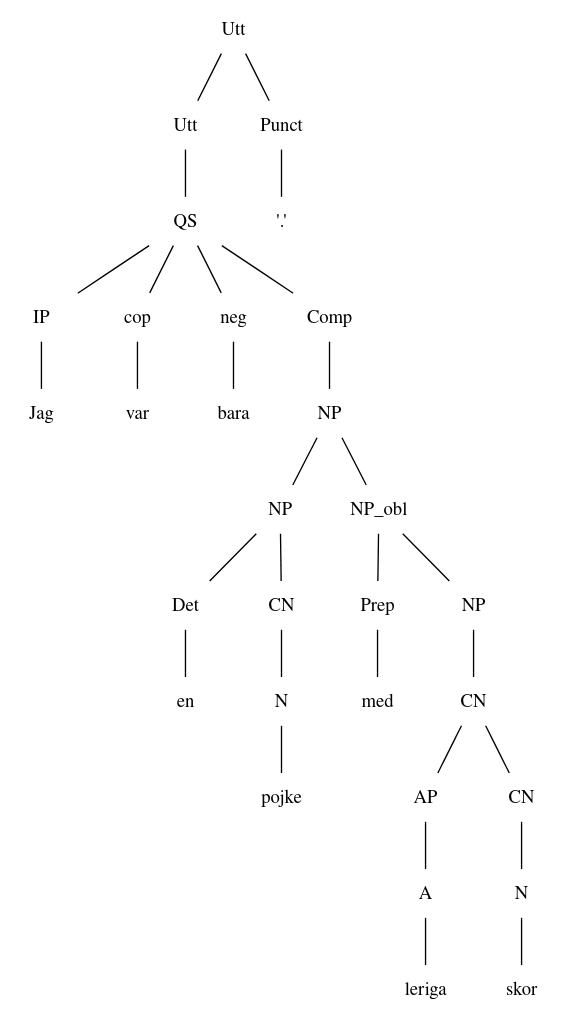 Utt
Utt Punct
QS '.'
IP cop neg Comp
Jag var bara NP
NP NP_obl
Det CN Prep NP
en N med CN
pojke AP CN
A N
leriga skor